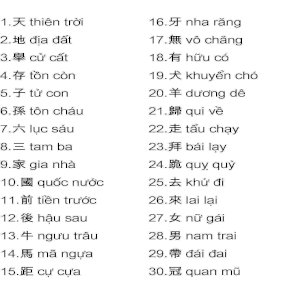 1.天 thiên trời
2.地 địa đất
3.舉 cử cất
4.存 tồn còn
5.子 tử con
6.孫 tôn cháu
7.六 lục sáu
8.三 tam ba
9.家 gia nhà
10.國 quốc nước
11.前 tiền trước
12.後 hậu sau
13.牛 ngưu trâu
14.馬 mã ngựa
15.距 cự cựa
16.牙 nha răng
17.無 vô chăng
18.有 hữu có
19.犬 khuyển chó
20.羊 dương dê
21.歸 qui về
22.走 tẩu chạy
23.拜 bái lạy
24.跪 quỵ quỳ
25.去 khứ đi
26.來 lai lại
27.女 nữ gái
28.男 nam trai
29.帶 đái đai
30.冠 quan mũ